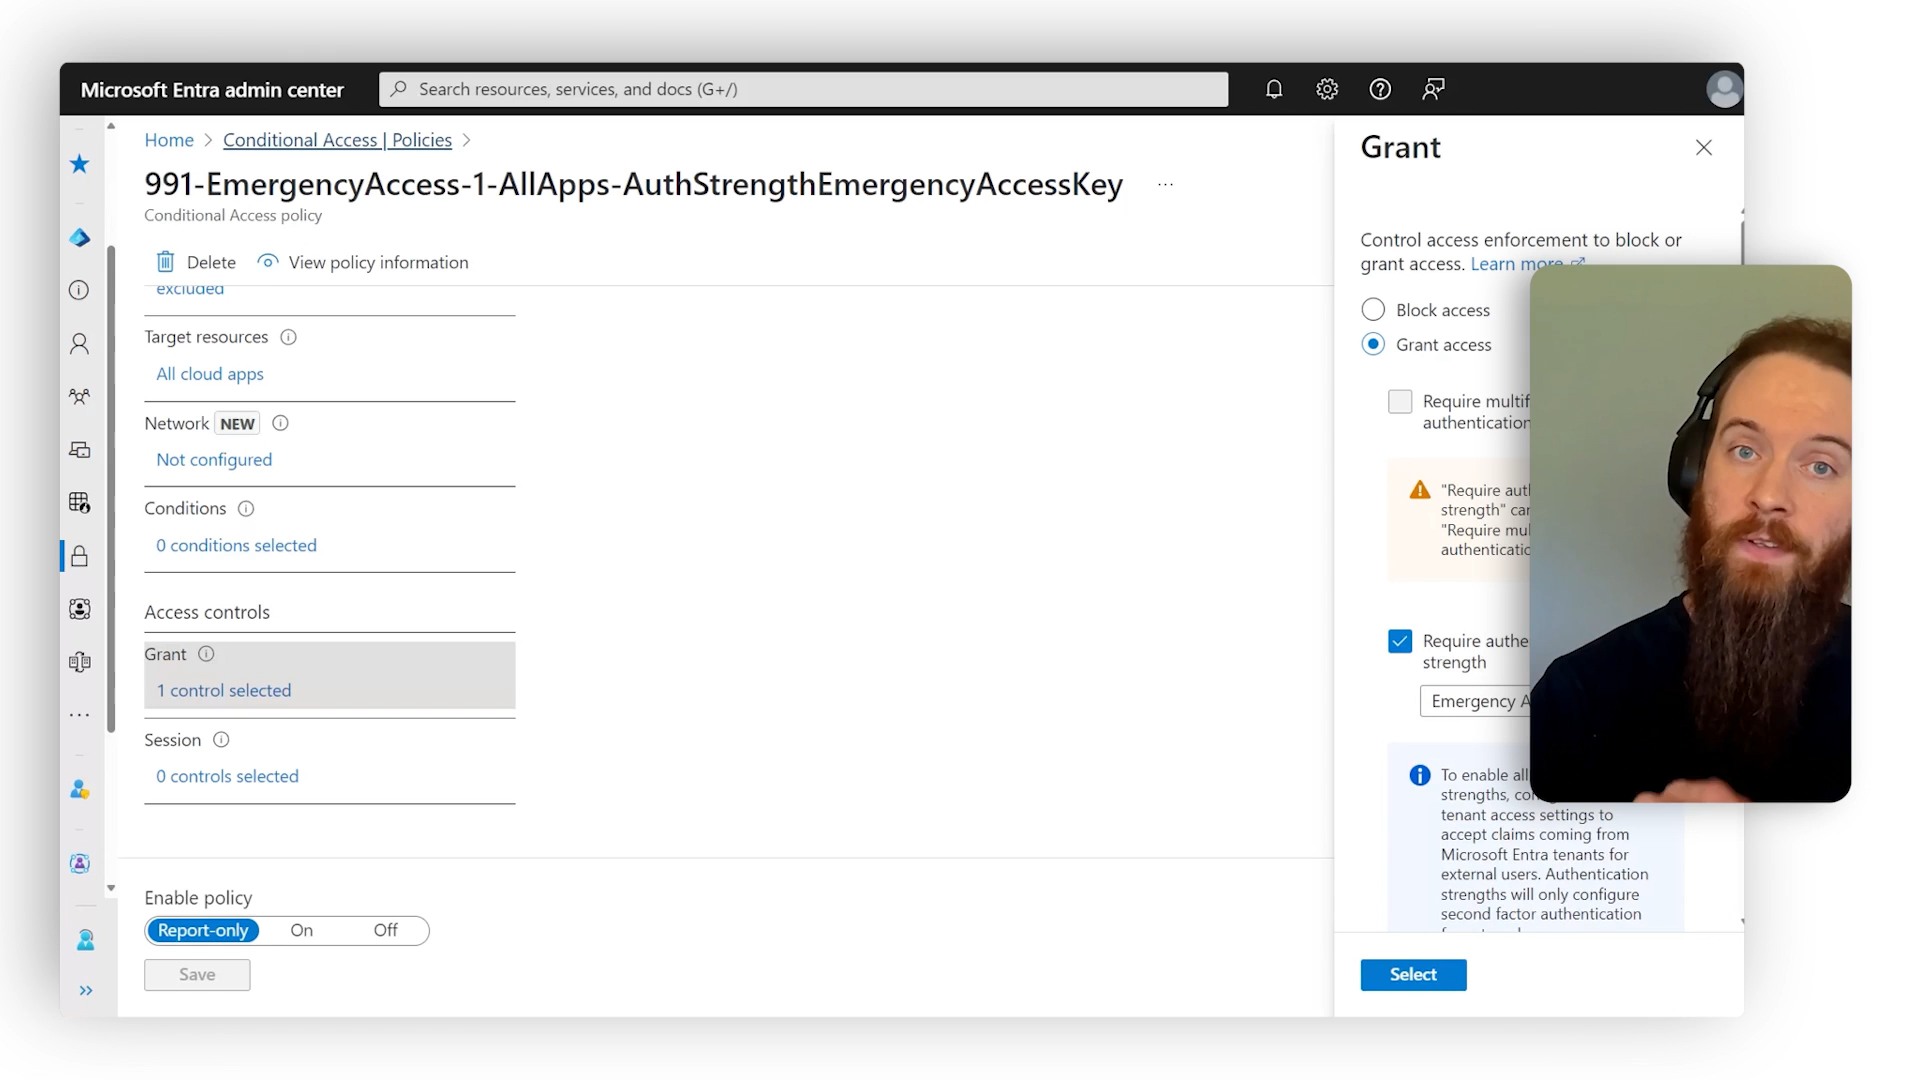 Microsoft Entra admin center
Search resources, services, and docs (G+/)
Home
Conditional Access | Policies
991-EmergencyAccess-1-AllApps-AuthStrengthEmergencyAccessKey
...
Conditional Access policy
Delete
View policy information
excluded
Target resources
All cloud apps
Network NEW
Not configured
Conditions
0 conditions selected
Access controls
Grant
1 control selected
Session
0 controls selected
Enable policy
Report-only On Off
Save
Grant
Control access enforcement to block or
grant access. Learn more
Block access
Grant access
Require
authentication
"Require
strength"
"Require
Require
strength
Emergency
To enable all
strengths,
tenant access settings to
accept claims coming from
Microsoft Entra tenants for
external users. Authentication
strengths will only configure
second factor authentication
Select